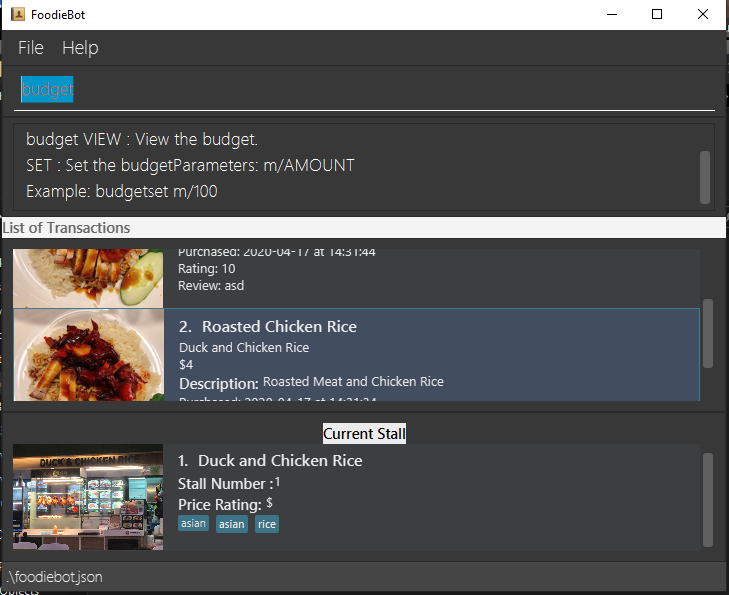 FoodieBot
File Help
budget
budget VIEW : View the budget.
SET : Set the budgetParameters: m/AMOUNT
Example: budgetset m/100
List of Transactions
Purchased: 2020-04-17 at 14:31:44
Rating: 10
Review: asd
2. Roasted Chicken Rice
Duck and Chicken Rice
$4
Description: Roasted Meat and Chicken Rice
Purchased: 2020-04-17 at 14:31:34
Current Stall
DUCK & CHICKEN RICE
1. Duck and Chicken Rice
Stall Number :1
Price Rating: $
asian asian rice
.\foodiebot.json
Objects